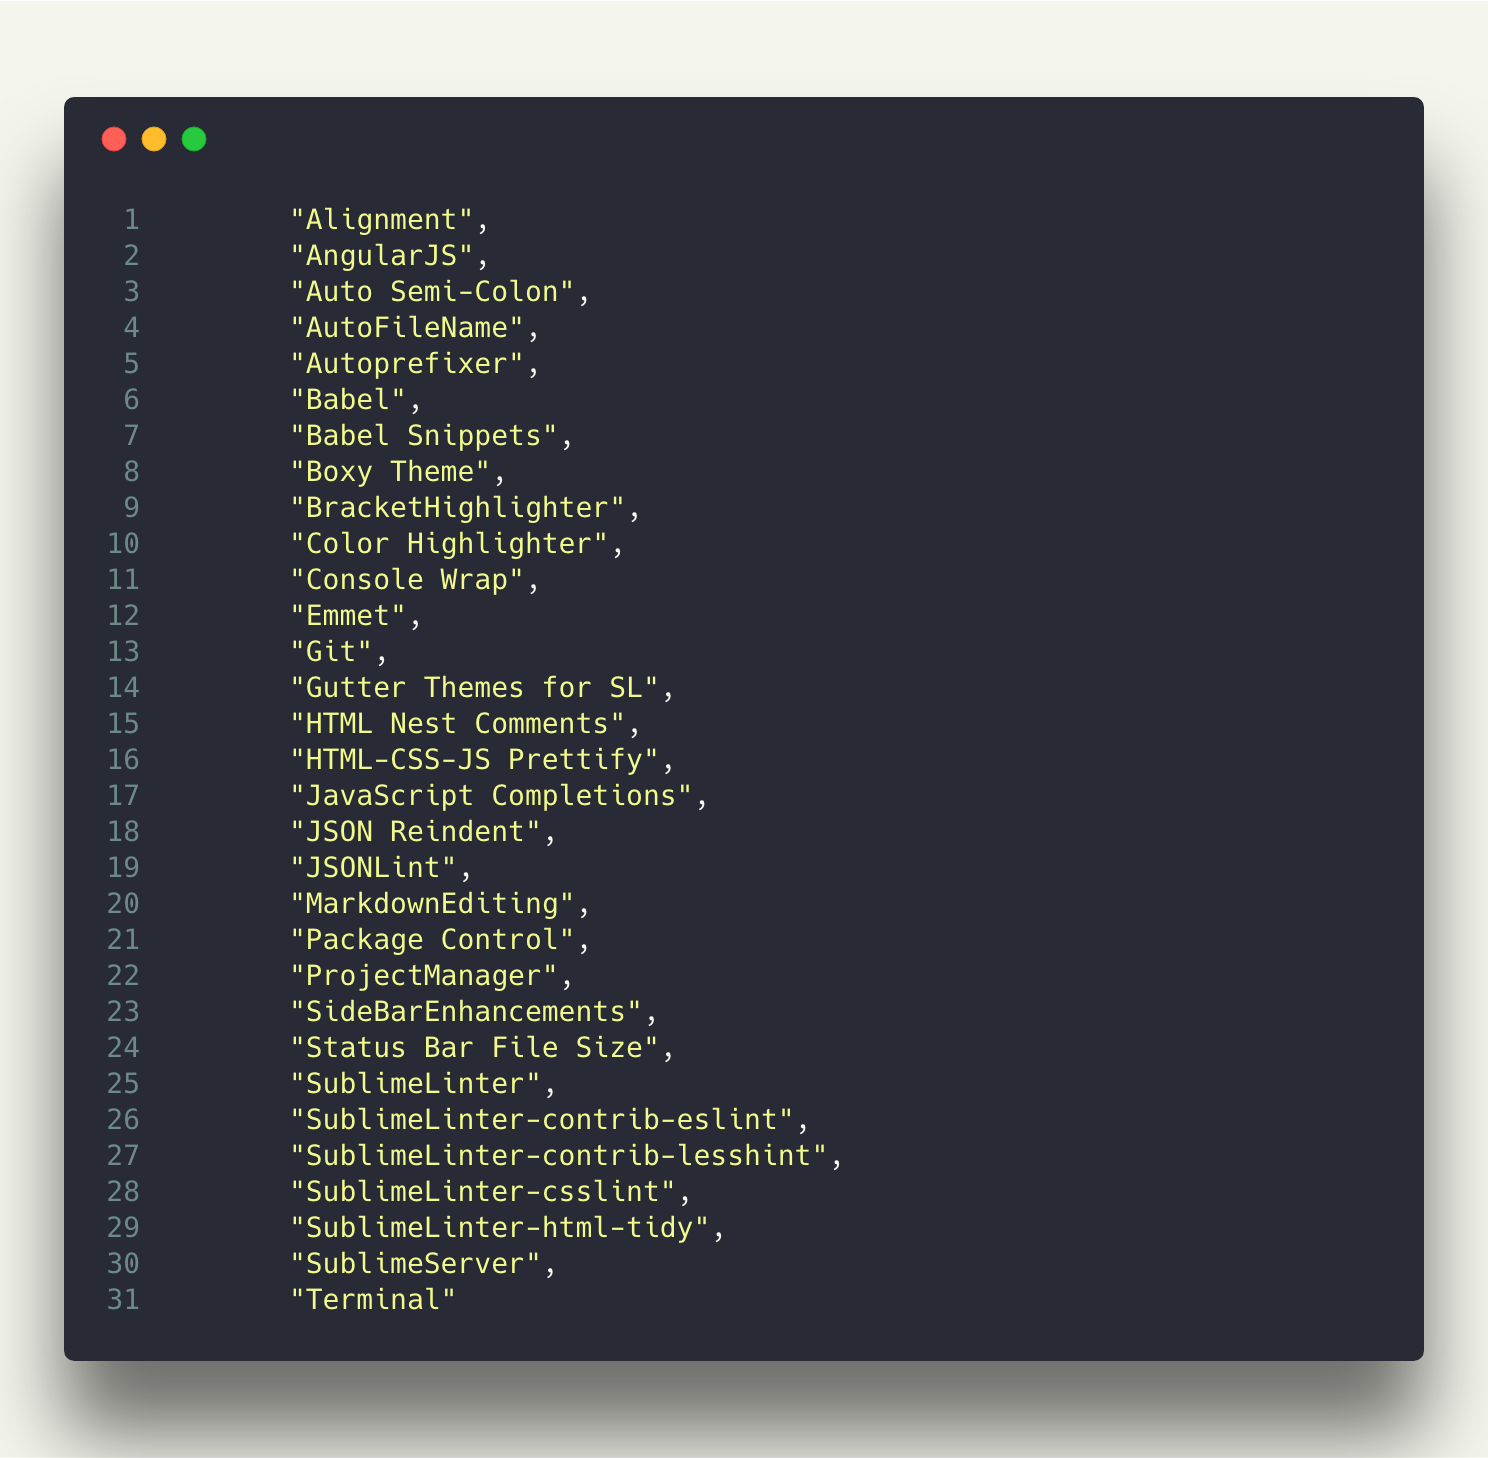 1 "Alignment",
2 "AngularJS",
3 "Auto Semi-Colon",
4 "AutoFileName",
5 "Autoprefixer",
6 "Babel",
7 "Babel Snippets",
8 "Boxy Theme",
9 "BracketHighlighter",
10 "Color Highlighter",
11 "Console Wrap",
12 "Emmet",
13 "Git",
14 "Gutter Themes for SL",
15 "HTML Nest Comments",
16 "HTML-CSS-JS Prettify",
17 "JavaScript Completions",
18 "JSON Reindent",
19 "JSONLint",
20 "MarkdownEditing",
21 "Package Control",
22 "ProjectManager",
23 "SideBarEnhancements",
24 "Status Bar File Size",
25 "SublimeLinter",
26 "SublimeLinter-contrib-eslint",
27 "SublimeLinter-contrib-lesshint",
28 "SublimeLinter-csslint",
29 "SublimeLinter-html-tidy",
30 "SublimeServer",
31 "Terminal"